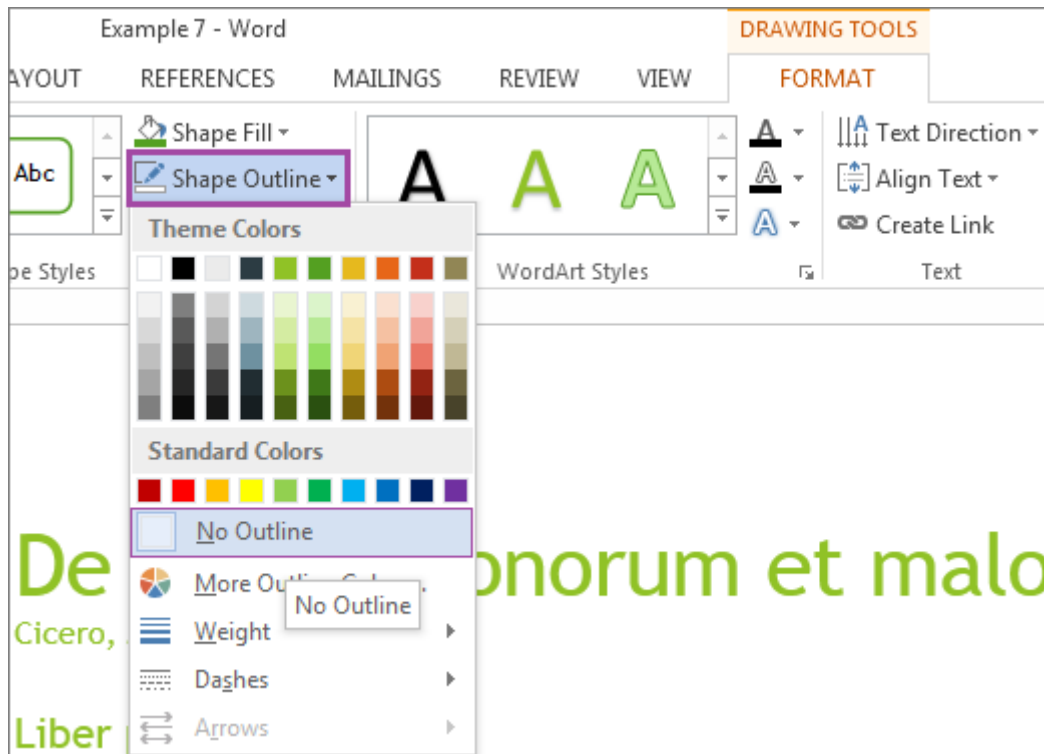 Example 7 - Word
DRAWING TOOLS
AYOUT REFERENCES MAILINGS REVIEW VIEW FORMAT
Shape Fill
Abc
Shape Outline
A A A
A
A
A
Text Direction
Align Text
Create Link
pe Styles
WordArt Styles
Text
Theme Colors
Standard Colors
No Outline
More Outline
No Outline
Weight
Dashes
Arrows
De onorum et malo
Cicero,
Liber